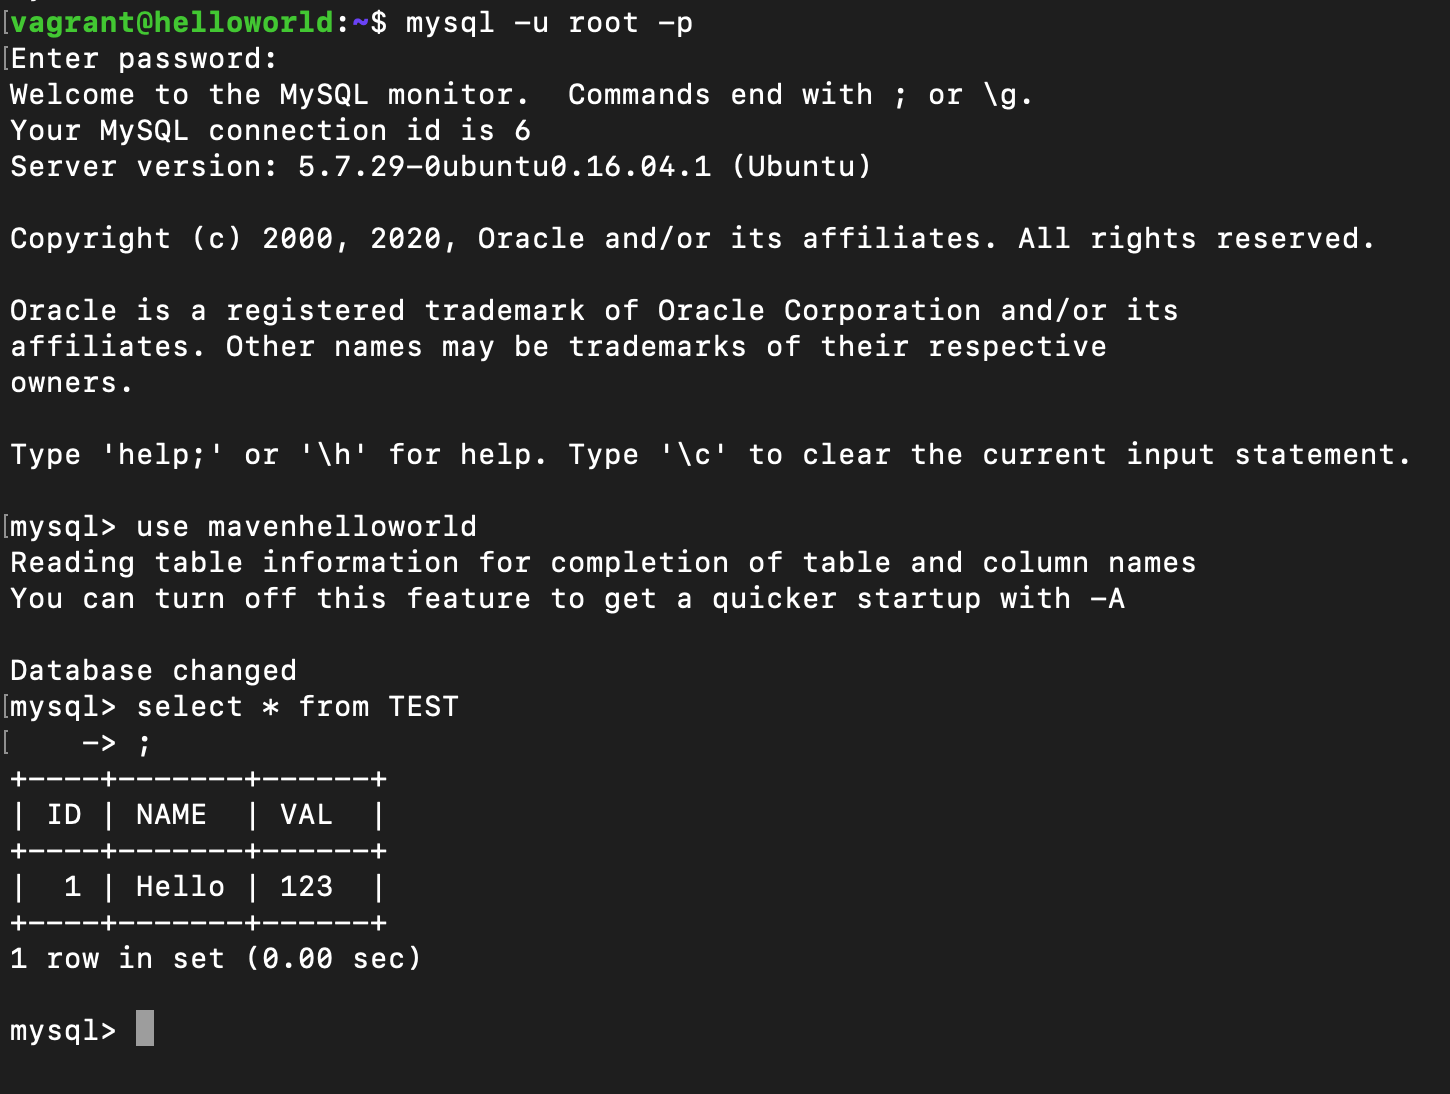 vagrant@helloworld:~$ mysql -u root -p
Enter password:
Welcome to the MySQL monitor.  Commands end with ; or \g.
Your MySQL connection id is 6
Server version: 5.7.29-0ubuntu0.16.04.1 (Ubuntu)
Copyright (c) 2000, 2020, Oracle and/or its affiliates. All rights reserved.
Oracle is a registered trademark of Oracle Corporation and/or its
affiliates. Other names may be trademarks of their respective
owners.
Type 'help;' or '\h' for help. Type '\c' to clear the current input statement.
mysql> use mavenhelloworld
Reading table information for completion of table and column names
You can turn off this feature to get a quicker startup with -A
Database changed
mysql> select * from TEST
    -> ;
+----+-------+------+
| ID | NAME  | VAL  |
+----+-------+------+
|  1 | Hello | 123  |
+----+-------+------+
1 row in set (0.00 sec)
mysql>